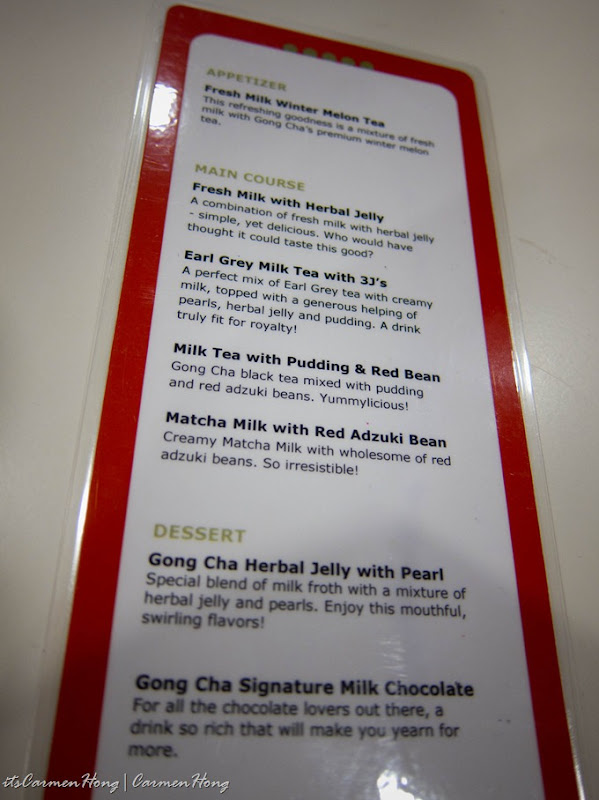 APPETIZER
Fresh Milk Winter Melon Tea
This refreshing goodness is a mixture of fresh
milk with Gong Cha's premium winter melon
tea.
MAIN COURSE
Fresh Milk with Herbal Jelly
A combination of fresh milk with herbal jelly
- simple, yet delicious. Who would have
thought it could taste this good?
Earl Grey Milk Tea with 3J's
A perfect mix of Earl Grey tea with creamy
milk, topped with a generous helping of
pearls, herbal jelly and pudding. A drink
truly fit for royalty!
Milk Tea with Pudding & Red Bean
Gong Cha black tea mixed with pudding
and red adzuki beans. Yummylicious!
Matcha Milk with Red Adzuki Bean
Creamy Matcha Milk with wholesome of red
adzuki beans. So irresistible!
DESSERT
Gong Cha Herbal Jelly with Pearl
Special blend of milk froth with a mixture of
herbal jelly and pearls. Enjoy this mouthful,
swirling flavors!
Gong Cha Signature Milk Chocolate
For all the chocolate lovers out there, a
drink so rich that will make you yearn for
more.
itsCarmenHong | CarmenHong